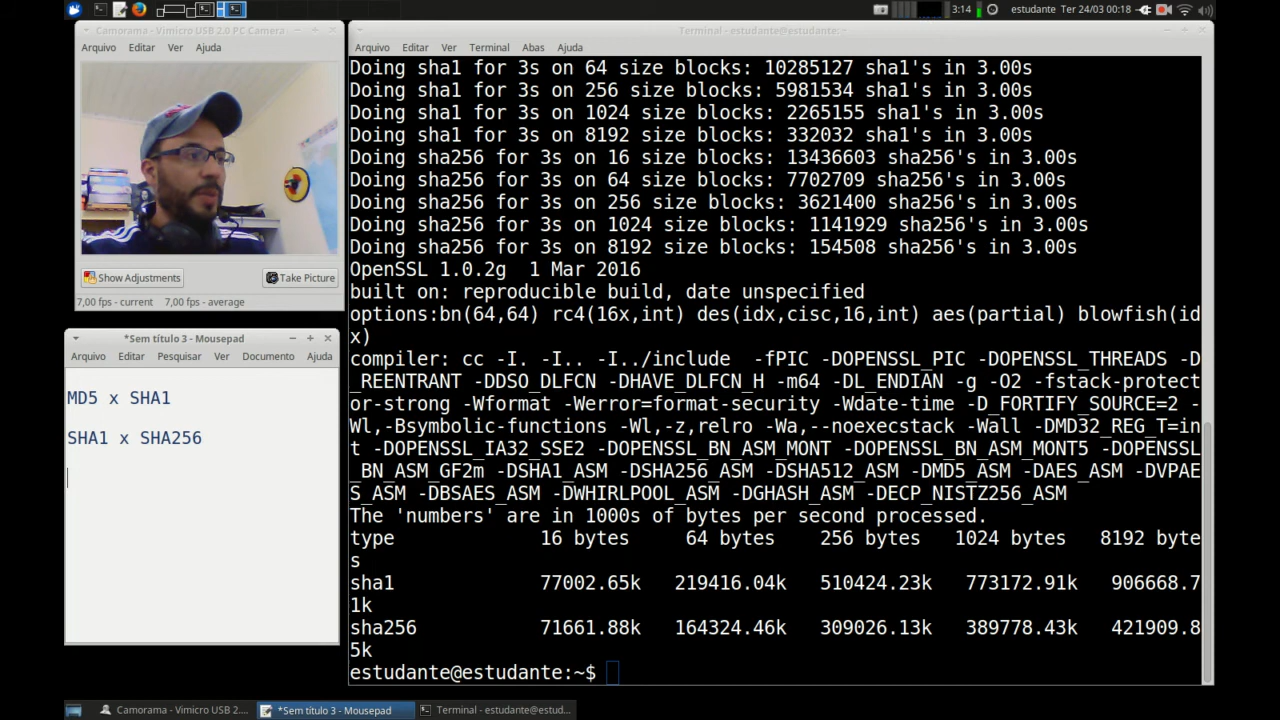 3:14 estudante Ter 24/03 00:18
Camorama - Vimicro USB 2.0 PC Camera
Arquivo Editar Ver Ajuda
Show Adjustments Take Picture
7,00 fps - current 7,00 fps - average
*Sem título 3 - Mousepad
Arquivo Editar Pesquisar Ver Documento Ajuda
MD5 x SHA1
SHA1 x SHA256
Terminal - estudante@estudante: ~
Arquivo Editar Ver Terminal Abas Ajuda
Doing sha1 for 3s on 64 size blocks: 10285127 sha1's in 3.00s
Doing sha1 for 3s on 256 size blocks: 5981534 sha1's in 3.00s
Doing sha1 for 3s on 1024 size blocks: 2265155 sha1's in 3.00s
Doing sha1 for 3s on 8192 size blocks: 332032 sha1's in 3.00s
Doing sha256 for 3s on 16 size blocks: 13436603 sha256's in 3.00s
Doing sha256 for 3s on 64 size blocks: 7702709 sha256's in 3.00s
Doing sha256 for 3s on 256 size blocks: 3621400 sha256's in 3.00s
Doing sha256 for 3s on 1024 size blocks: 1141929 sha256's in 3.00s
Doing sha256 for 3s on 8192 size blocks: 154508 sha256's in 3.00s
OpenSSL 1.0.2g  1 Mar 2016
built on: reproducible build, date unspecified
options:bn(64,64) rc4(16x,int) des(idx,cisc,16,int) aes(partial) blowfish(id
x)
compiler: cc -I. -I.. -I../include  -fPIC -DOPENSSL_PIC -DOPENSSL_THREADS -D
_REENTRANT -DDSO_DLFCN -DHAVE_DLFCN_H -m64 -DL_ENDIAN -g -O2 -fstack-protect
or-strong -Wformat -Werror=format-security -Wdate-time -D_FORTIFY_SOURCE=2 -
Wl,-Bsymbolic-functions -Wl,-z,relro -Wa,--noexecstack -Wall -DMD32_REG_T=in
t -DOPENSSL_IA32_SSE2 -DOPENSSL_BN_ASM_MONT -DOPENSSL_BN_ASM_MONT5 -DOPENSSL
_BN_ASM_GF2m -DSHA1_ASM -DSHA256_ASM -DSHA512_ASM -DMD5_ASM -DAES_ASM -DVPAE
S_ASM -DBSAES_ASM -DWHIRLPOOL_ASM -DGHASH_ASM -DECP_NISTZ256_ASM
The 'numbers' are in 1000s of bytes per second processed.
type 16 bytes 64 bytes 256 bytes 1024 bytes 8192 byte
s
sha1 77002.65k 219416.04k 510424.23k 773172.91k 906668.7
1k
sha256 71661.88k 164324.46k 309026.13k 389778.43k 421909.8
5k
estudante@estudante:~$
Camorama - Vimicro USB 2.... *Sem título 3 - Mousepad Terminal - estudante@estud...